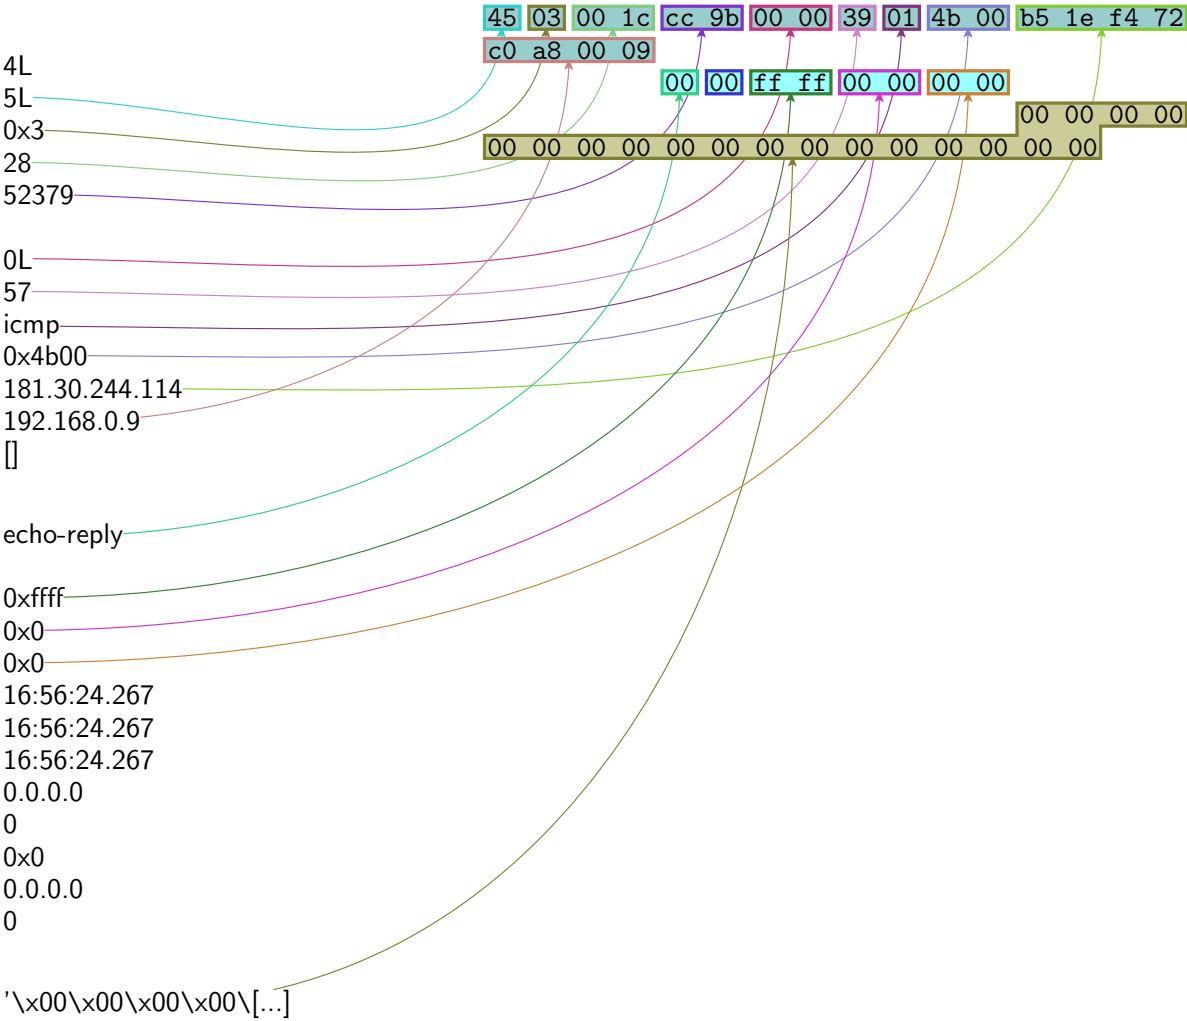 45 03 00 1c cc 9b 00 00 39 01 4b 00 b5 1e f4 72
c0 a8 00 09
4L
00 00 ff ff 00 00 00 00
5L
00 00 00 00
0x3
00 00 00 00 00 00 00 00 00 00 00 00 00 00
28
52379
0L
57
icmp
0x4b00
181.30.244.114
192.168.0.9
[]
echo-reply
0xffff
0x0
0x0
16:56:24.267
16:56:24.267
16:56:24.267
0.0.0.0
0
0x0
0.0.0.0
0
'\x00\x00\x00\x00\[...]